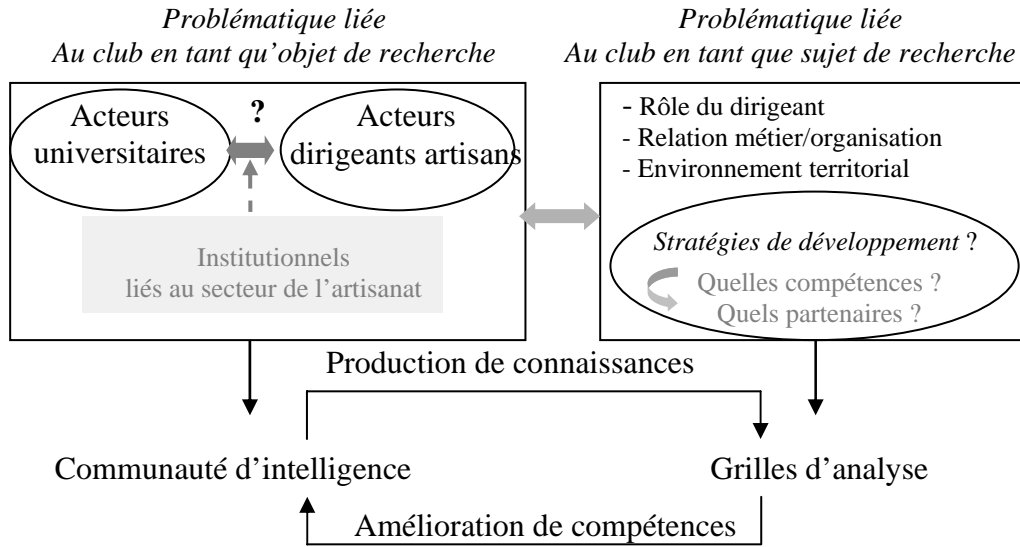 Problématique liée
Au club en tant qu'objet de recherche
Problématique liée
Au club en tant que sujet de recherche
?
Acteurs
universitaires
Acteurs
dirigeants artisans
Institutionnels
liés au secteur de l'artisanat
- Rôle du dirigeant
- Relation métier/organisation
- Environnement territorial
Stratégies de développement ?
Quelles compétences ?
Quels partenaires ?
Production de connaissances
Communauté d'intelligence
Grilles d'analyse
Amélioration de compétences